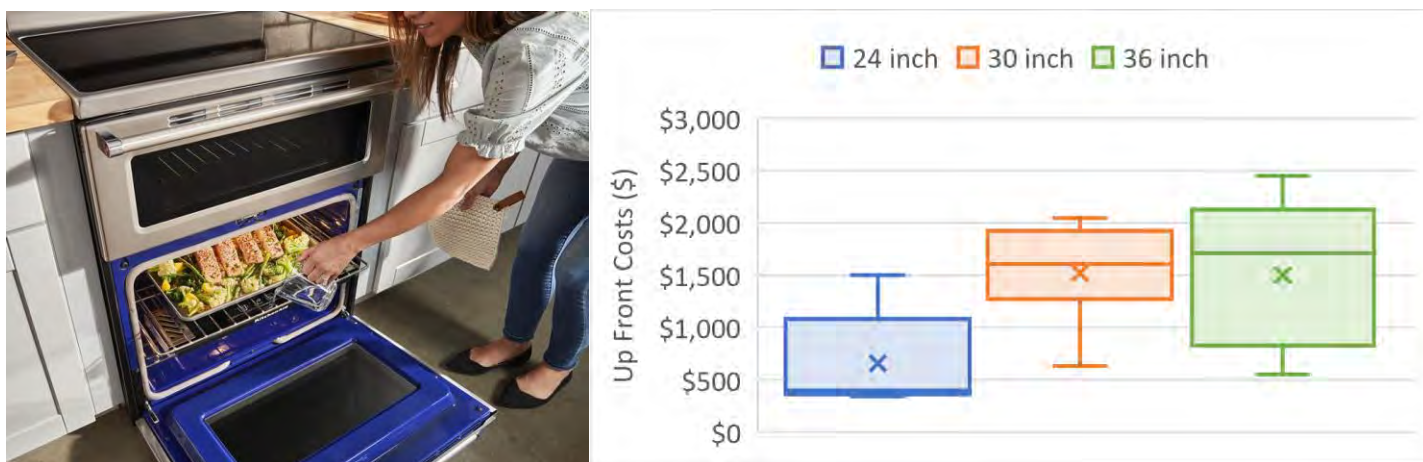 24 inch 30 inch 36 inch
$3,000
$2,500
$2,000
$1,500
$1,000
$500
$0
Up Front Costs ($)
KitchenAid